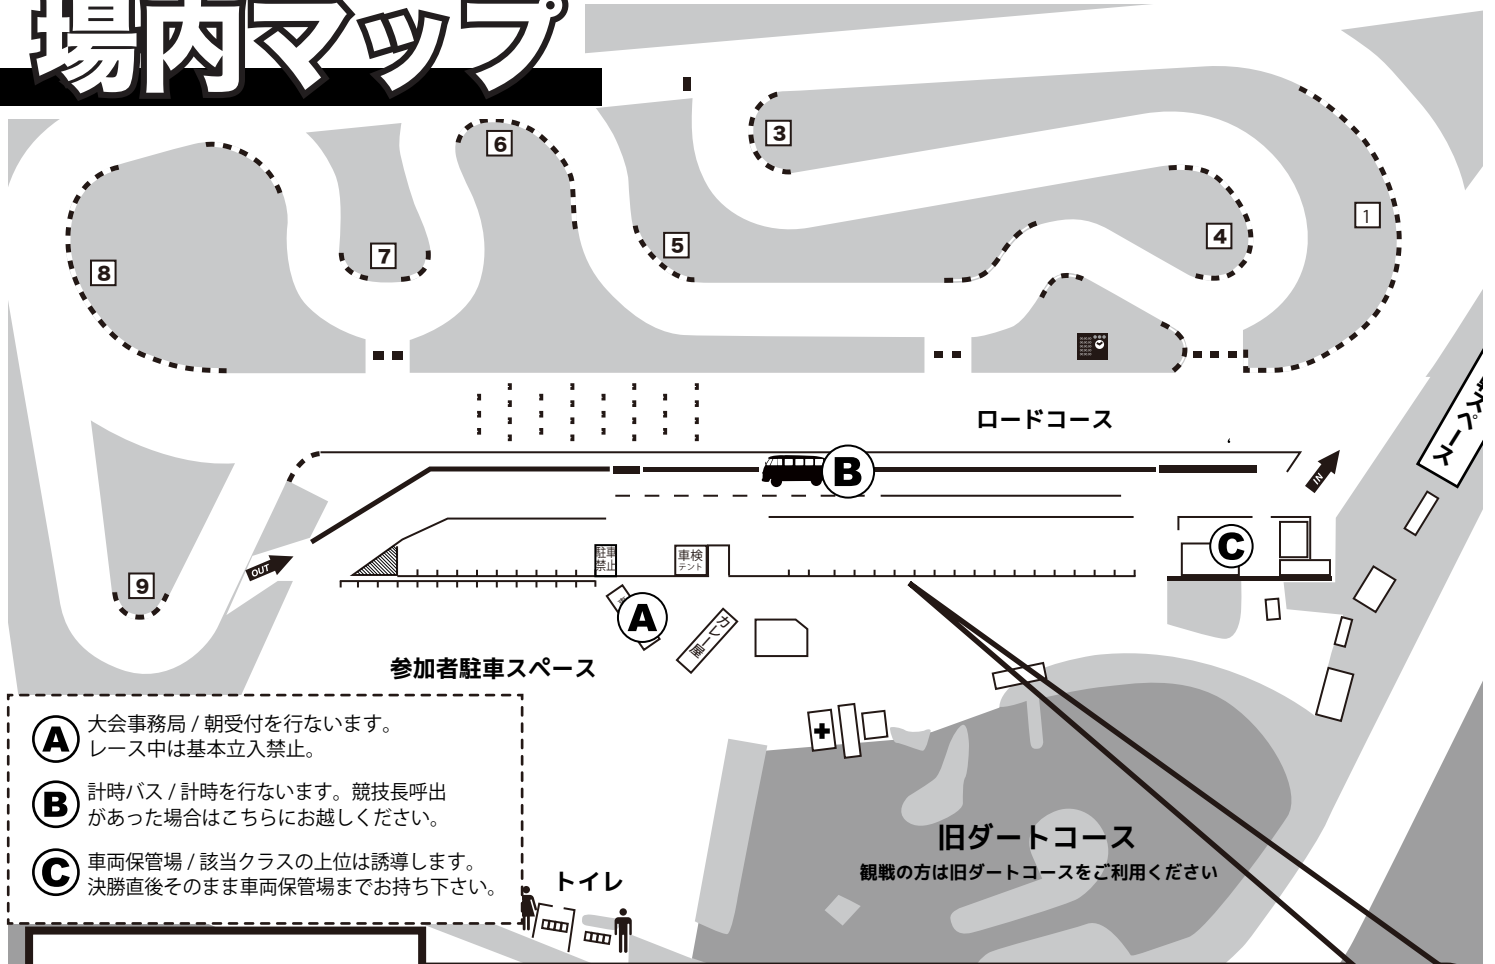 場内マップ
6
3
1
5
4
7
8
ロードコース
スペース
B
IN
C
OUT
駐車
禁止
車検
テント
9
A
カレー屋
参加者駐車スペース
A 大会事務局 / 朝受付を行ないます。
レース中は基本立入禁止。
B 計時バス / 計時を行ないます。競技長呼出
があった場合はこちらにお越しください。
C 車両保管場 / 該当クラスの上位は誘導します。
決勝直後そのまま車両保管場までお持ち下さい。
旧ダートコース
観戦の方は旧ダートコースをご利用ください
トイレ